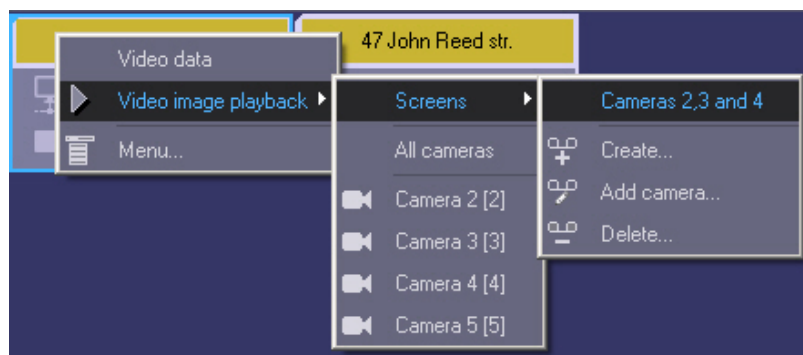 47 John Reed str.
Video data
Video image playback
Menu...
Screens
All cameras
Camera 2 [2]
Camera 3 [3]
Camera 4 [4]
Camera 5 [5]
Cameras 2,3 and 4
Create...
Add camera...
Delete...